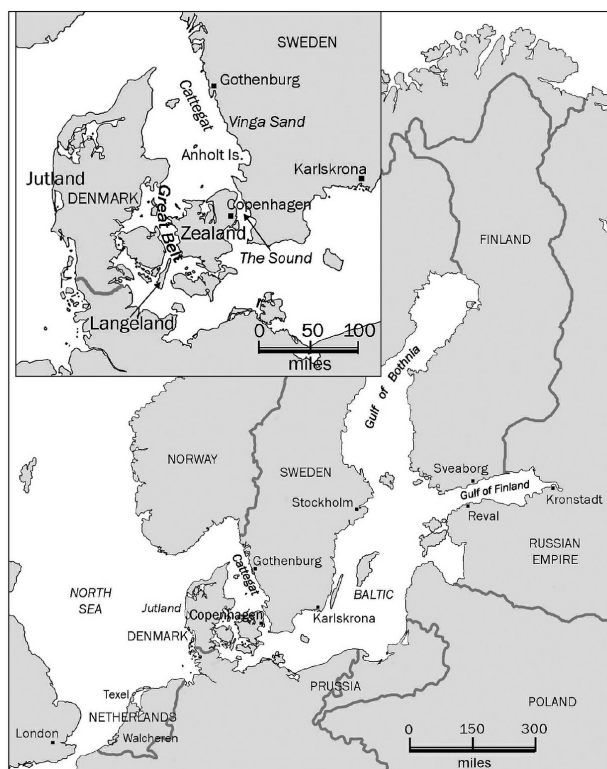 SWEDEN
Gothenburg
Cattegat
Vinga Sand
Anholt Is.
Karlskrona
Jutland
DENMARK
Great Belt
Copenhagen
Zealand
The Sound
Langeland
0 50 100
miles
FINLAND
Gulf of Bothnia
NORWAY
SWEDEN
Sveaborg
Gulf of Finland
Kronstadt
Stockholm
Reval
RUSSIAN
EMPIRE
Cattegat
Gothenburg
NORTH
SEA
Jutland
Copenhagen
BALTIC
Karlskrona
DENMARK
PRUSSIA
Texel
NETHERLANDS
POLAND
London
Walcheren
0 150 300
miles